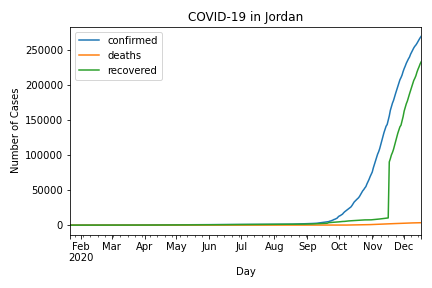 COVID-19 in Jordan
confirmed
deaths
recovered
Number of Cases
250000
200000
150000
100000
50000
0
Feb Mar Apr May Jun Jul Aug Sep Oct Nov Dec
2020
Day